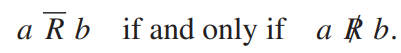 a R̅ b if and only if a R̸ b.